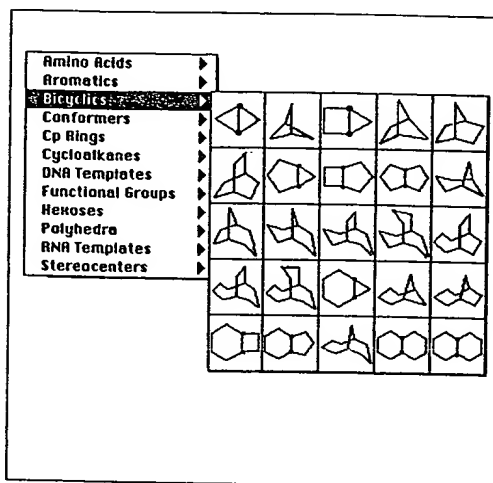 Amino Acids
Aromatics
Bicyclics
Conformers
Cp Rings
Cycloalkanes
DNA Templates
Functional Groups
Hexoses
Polyhedra
RNA Templates
Stereocenters